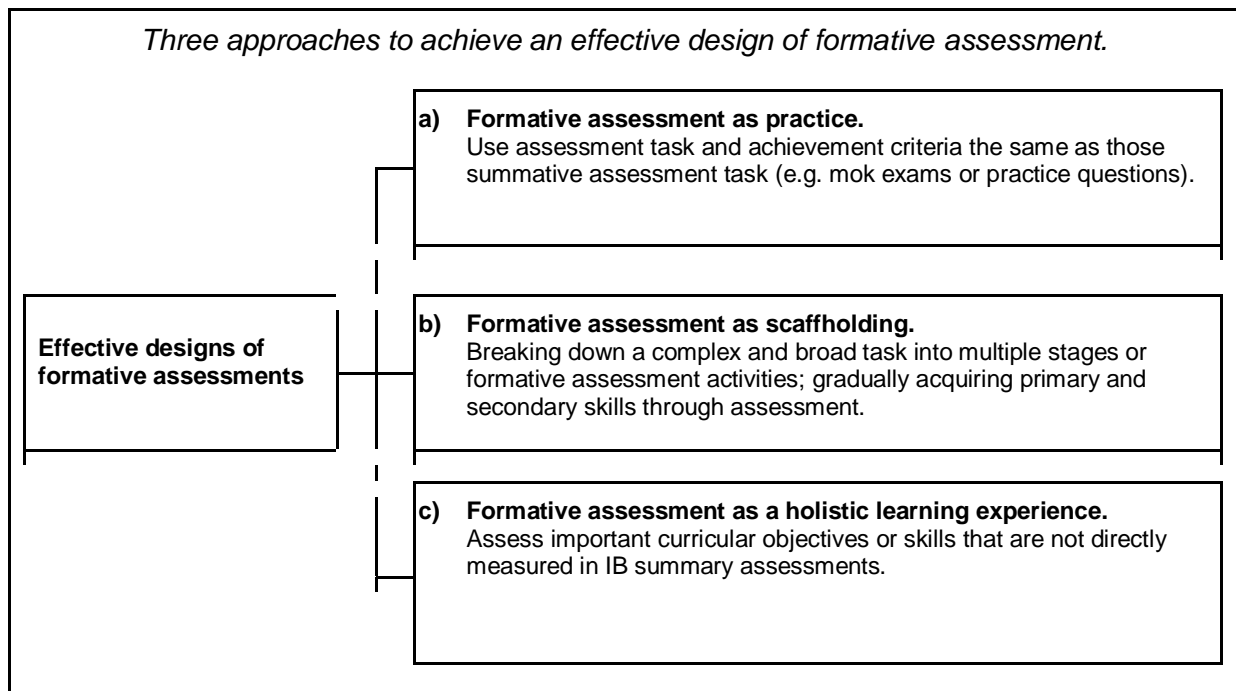 Three approaches to achieve an effective design of formative assessment.
a) Formative assessment as practice.
Use assessment task and achievement criteria the same as those
summative assessment task (e.g. mok exams or practice questions).
Effective designs of
formative assessments
b) Formative assessment as scaffholding.
Breaking down a complex and broad task into multiple stages or
formative assessment activities; gradually acquiring primary and
secondary skills through assessment.
c) Formative assessment as a holistic learning experience.
Assess important curricular objectives or skills that are not directly
measured in IB summary assessments.